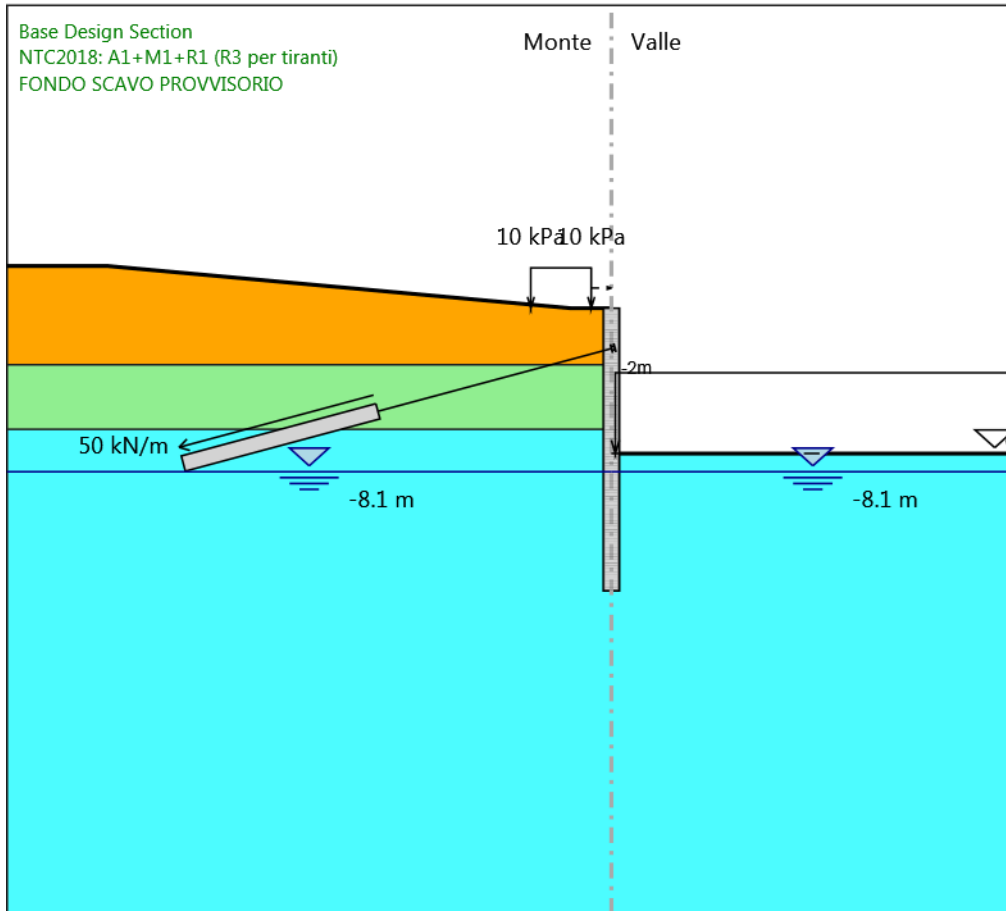 Base Design Section
NTC2018: A1+M1+R1 (R3 per tiranti)
FONDO SCAVO PROVVISORIO
Monte
Valle
10 kPa
10 kPa
-2m
50 kN/m
-8.1 m
-8.1 m